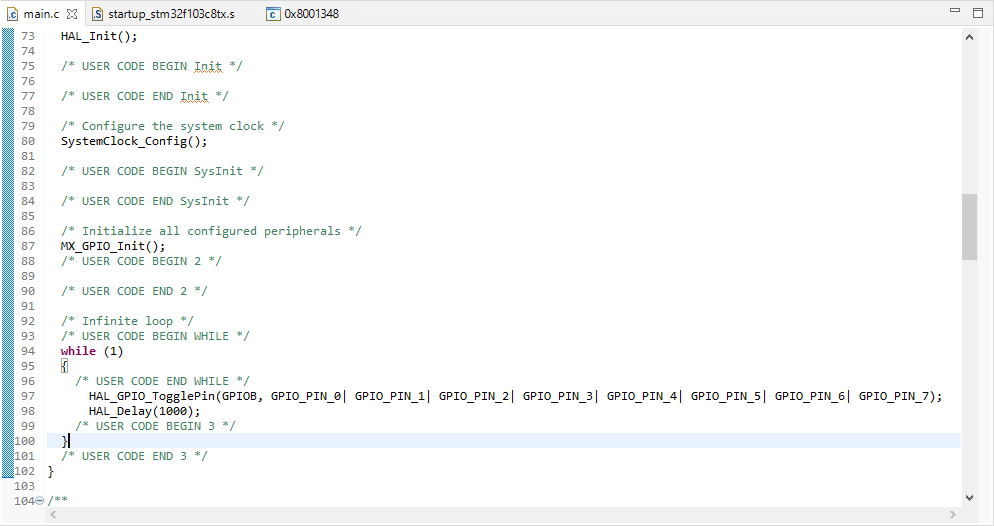 main.c startup_stm32f103c8tx.s 0x8001348
73 HAL_Init();
74
75 /* USER CODE BEGIN Init */
76
77 /* USER CODE END Init */
78
79 /* Configure the system clock */
80 SystemClock_Config();
81
82 /* USER CODE BEGIN SysInit */
83
84 /* USER CODE END SysInit */
85
86 /* Initialize all configured peripherals */
87 MX_GPIO_Init();
88 /* USER CODE BEGIN 2 */
89
90 /* USER CODE END 2 */
91
92 /* Infinite loop */
93 /* USER CODE BEGIN WHILE */
94 while (1)
95 {
96 /* USER CODE END WHILE */
97 HAL_GPIO_TogglePin(GPIOB, GPIO_PIN_0| GPIO_PIN_1| GPIO_PIN_2| GPIO_PIN_3| GPIO_PIN_4| GPIO_PIN_5| GPIO_PIN_6| GPIO_PIN_7);
98 HAL_Delay(1000);
99 /* USER CODE BEGIN 3 */
100 }
101 /* USER CODE END 3 */
102 }
103
104 /**